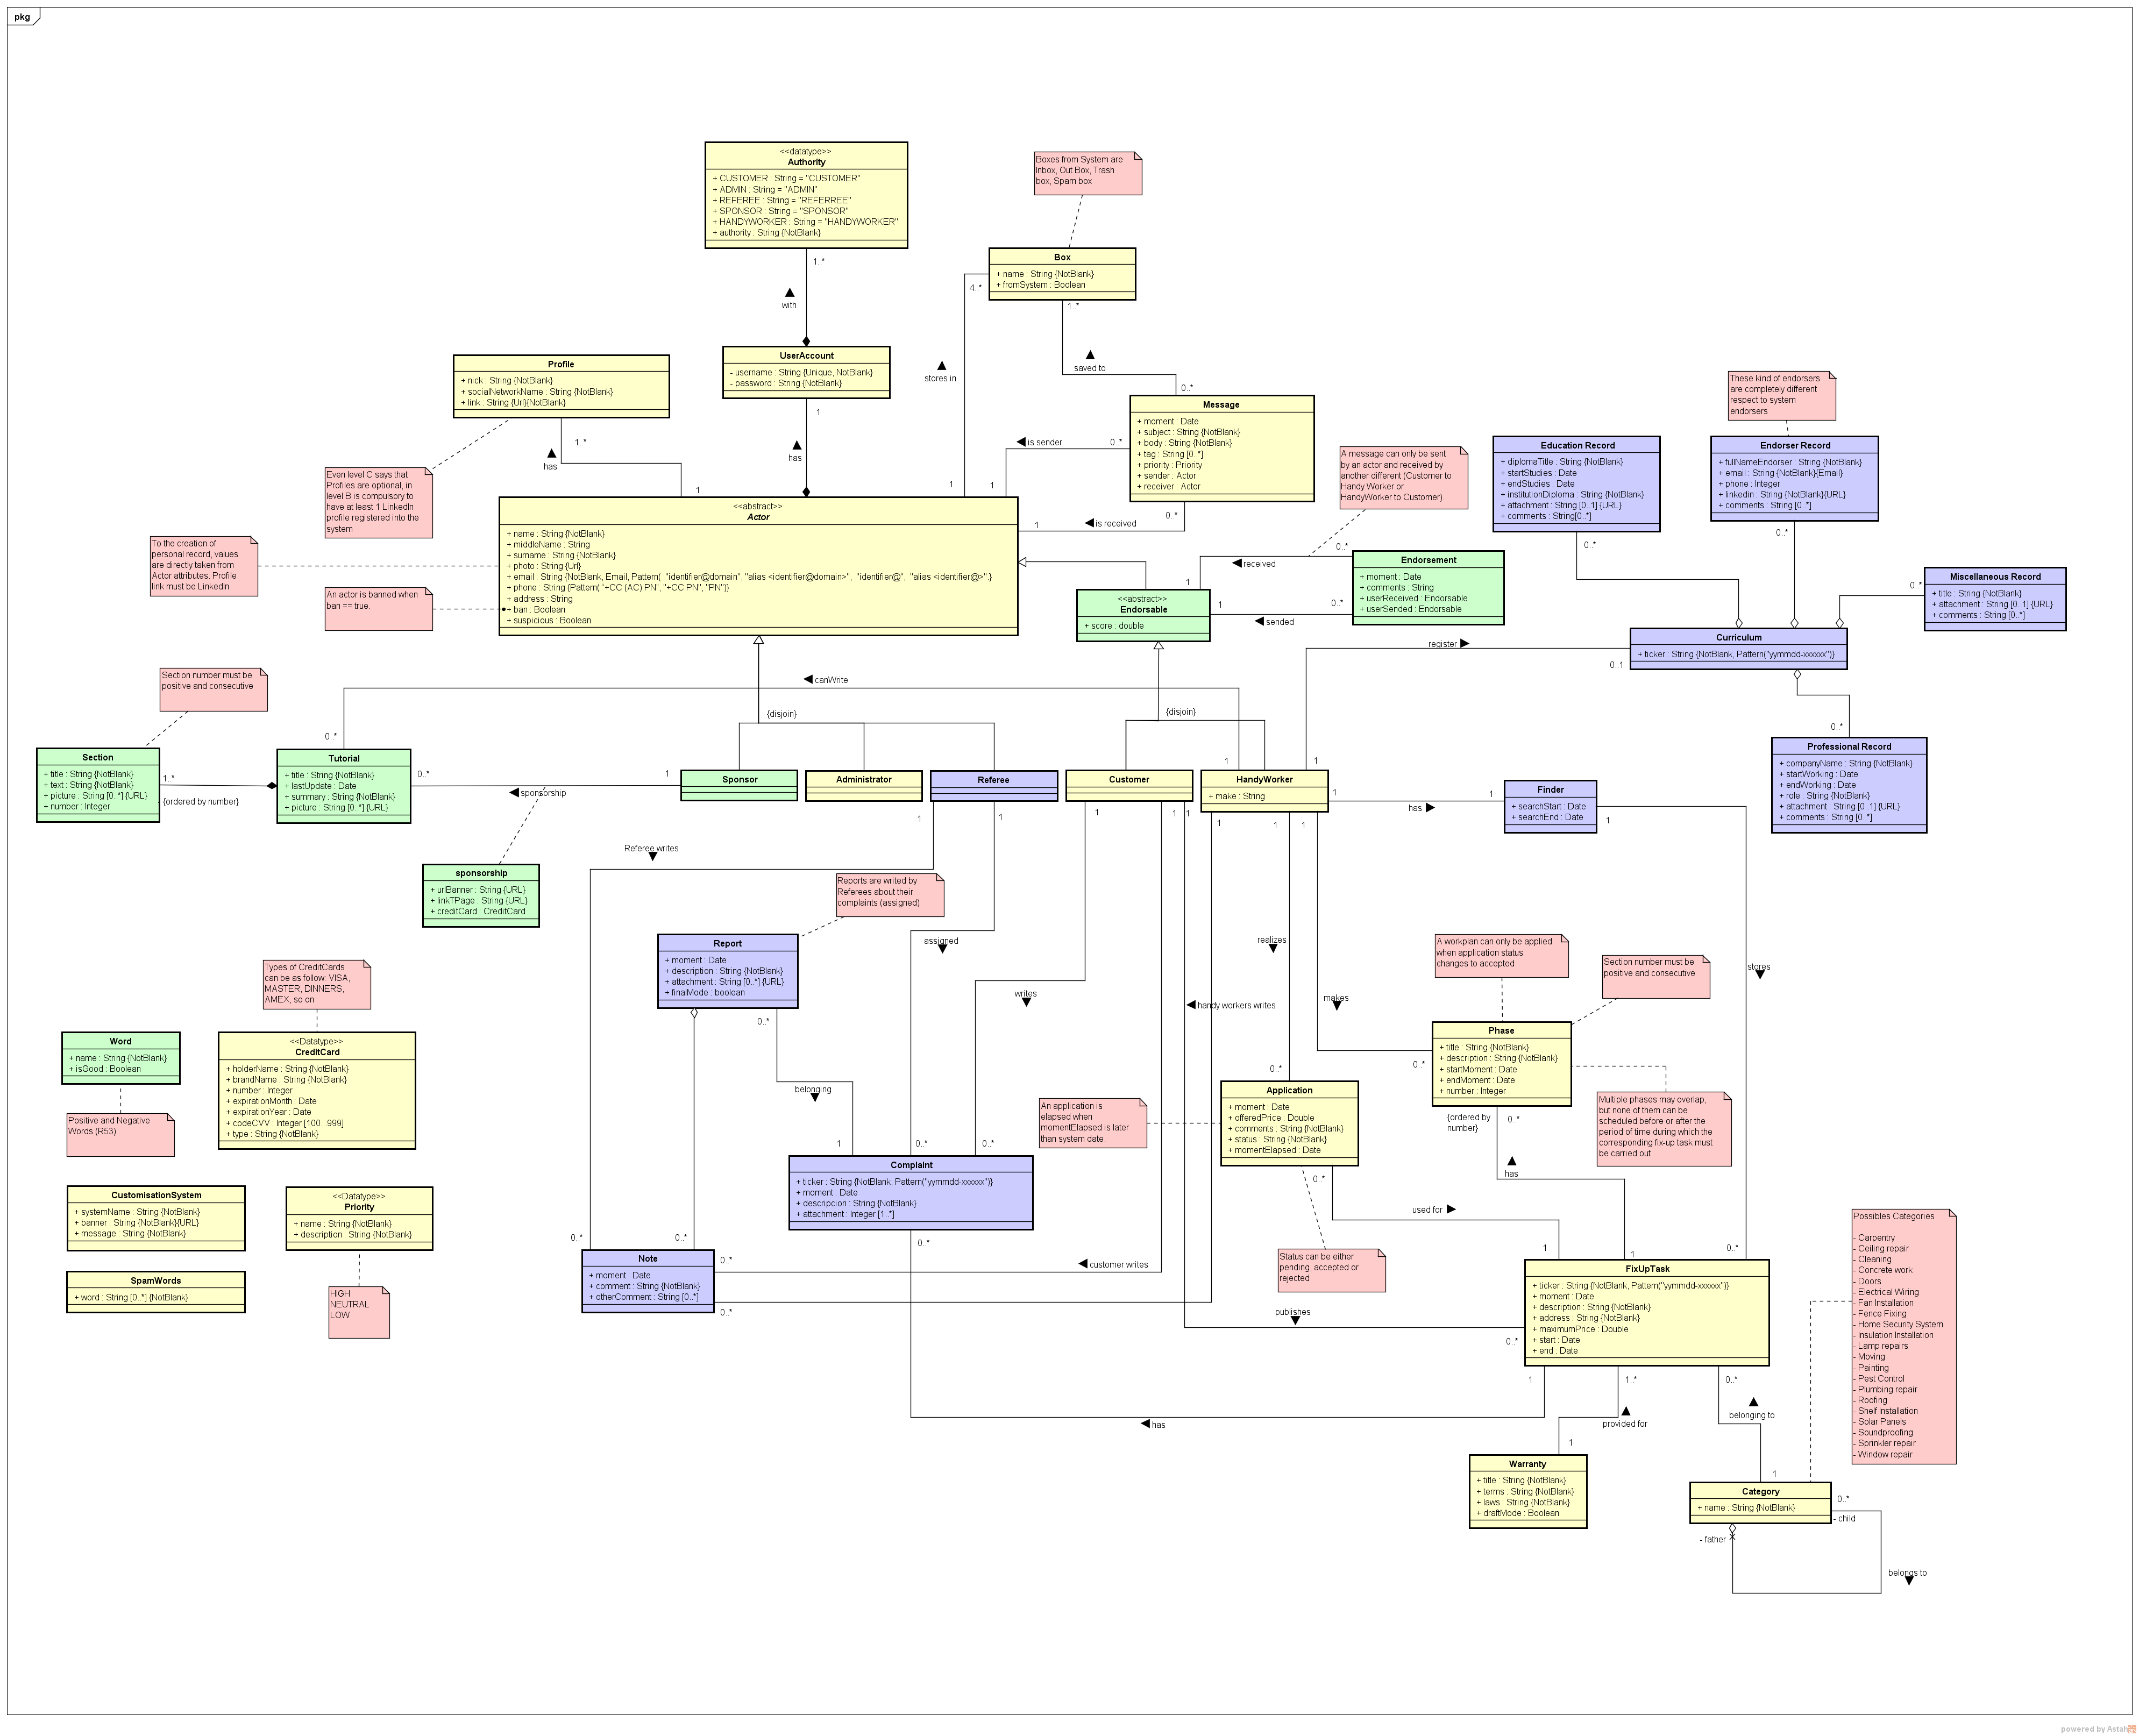 pkg
<<datatype>>
Authority
+ CUSTOMER : String = "CUSTOMER"
+ ADMIN : String = "ADMIN"
+ REFEREE : String = "REFERREE"
+ SPONSOR : String = "SPONSOR"
+ HANDYWORKER : String = "HANDYWORKER"
+ authority : String {NotBlank}
Boxes from System are
Inbox, Out Box, Trash
box, Spam box
Box
+ name : String {NotBlank}
+ fromSystem : Boolean
1..*
with
4..*
1..*
stores in
saved to
0..*
UserAccount
- username : String {Unique, NotBlank}
- password : String {NotBlank}
1
has
Profile
+ nick : String {NotBlank}
+ socialNetworkName : String {NotBlank}
+ link : String {Url}{NotBlank}
1..*
has
1
Message
+ moment : Date
+ subject : String {NotBlank}
+ body : String {NotBlank}
+ tag : String [0..*]
+ priority : Priority
+ sender : Actor
+ receiver : Actor
is sender
0..*
1
1
0..*
is received
1
These kind of endorsers
are completely different
respect to system
endorsers
A message can only be sent
by an actor and received by
another different (Customer to
Handy Worker or
HandyWorker to Customer).
Education Record
+ diplomaTitle : String {NotBlank}
+ startStudies : Date
+ endStudies : Date
+ institutionDiploma : String {NotBlank}
+ attachment : String [0..1] {URL}
+ comments : String[0..*]
0..*
Endorser Record
+ fullNameEndorser : String {NotBlank}
+ email : String {NotBlank}{Email}
+ phone : Integer
+ linkedin : String {NotBlank}{URL}
+ comments : String [0..*]
0..*
Even level C says that
Profiles are optional, in
level B is compulsory to
have at least 1 LinkedIn
profile registered into the
system
To the creation of
personal record, values
are directly taken from
Actor attributes. Profile
link must be LinkedIn
An actor is banned when
ban == true.
<<abstract>>
Actor
+ name : String {NotBlank}
+ middleName : String
+ surname : String {NotBlank}
+ photo : String {Url}
+ email : String {NotBlank, Email, Pattern(  "identifier@domain", "alias <identifier@domain>",  "identifier@",  "alias <identifier@>".}
+ phone : String {Pattern( "+CC (AC) PN", "+CC PN", "PN")}
+ address : String
+ ban : Boolean
+ suspicious : Boolean
<<abstract>>
Endorsable
+ score : double
0..*
received
1
1
0..*
sended
Endorsement
+ moment : Date
+ comments : String
+ userReceived : Endorsable
+ userSended : Endorsable
Miscellaneous Record
+ title : String {NotBlank}
+ attachment : String [0..1] {URL}
+ comments : String [0..*]
0..*
Curriculum
+ ticker : String {NotBlank, Pattern("yymmdd-xxxxxx")}
register
0..1
0..*
Section number must be
positive and consecutive
canWrite
{disjoin}
{disjoin}
0..*
1
1
Section
+ title : String {NotBlank}
+ text : String {NotBlank}
+ picture : String [0..*] {URL}
+ number : Integer
1..*
{ordered by number}
Tutorial
+ title : String {NotBlank}
+ lastUpdate : Date
+ summary : String {NotBlank}
+ picture : String [0..*] {URL}
0..*
1
sponsorship
Sponsor
Administrator
Referee
Customer
HandyWorker
+ make : String
1
has
1
Finder
+ searchStart : Date
+ searchEnd : Date
1
Professional Record
+ companyName : String {NotBlank}
+ startWorking : Date
+ endWorking : Date
+ role : String {NotBlank}
+ attachment : String [0..1] {URL}
+ comments : String [0..*]
1
1
1
1
1
1
1
1
sponsorship
+ urlBanner : String {URL}
+ linkTPage : String {URL}
+ creditCard : CreditCard
Referee writes
Reports are writed by
Referees about their
complaints (assigned)
Report
+ moment : Date
+ description : String {NotBlank}
+ attachment : String [0..*] {URL}
+ finalMode : boolean
0..*
assigned
writes
handy workers writes
realizes
makes
stores
A workplan can only be applied
when application status
changes to accepted
Section number must be
positive and consecutive
Types of CreditCards
can be as follow: VISA,
MASTER, DINNERS,
AMEX, so on
Word
+ name : String {NotBlank}
+ isGood : Boolean
Positive and Negative
Words (R53)
<<Datatype>>
CreditCard
+ holderName : String {NotBlank}
+ brandName : String {NotBlank}
+ number : Integer
+ expirationMonth : Date
+ expirationYear : Date
+ codeCVV : Integer [100...999]
+ type : String {NotBlank}
Phase
+ title : String {NotBlank}
+ description : String {NotBlank}
+ startMoment : Date
+ endMoment : Date
+ number : Integer
0..*
{ordered by
number}
0..*
has
Multiple phases may overlap,
but none of them can be
scheduled before or after the
period of time during which the
corresponding fix-up task must
be carried out
belonging
1
0..*
0..*
An application is
elapsed when
momentElapsed is later
than system date.
0..*
Application
+ moment : Date
+ offeredPrice : Double
+ comments : String {NotBlank}
+ status : String {NotBlank}
+ momentElapsed : Date
0..*
used for
Status can be either
pending, accepted or
rejected
Complaint
+ ticker : String {NotBlank, Pattern("yymmdd-xxxxxx")}
+ moment : Date
+ descripcion : String {NotBlank}
+ attachment : Integer [1..*]
0..*
CustomisationSystem
+ systemName : String {NotBlank}
+ banner : String {NotBlank}{URL}
+ message : String {NotBlank}
<<Datatype>>
Priority
+ name : String {NotBlank}
+ description : String {NotBlank}
SpamWords
+ word : String [0..*] {NotBlank}
HIGH
NEUTRAL
LOW
0..*
0..*
Note
+ moment : Date
+ comment : String {NotBlank}
+ otherComment : String [0..*]
0..*
customer writes
0..*
publishes
0..*
1
1
0..*
FixUpTask
+ ticker : String {NotBlank, Pattern("yymmdd-xxxxxx")}
+ moment : Date
+ description : String {NotBlank}
+ address : String {NotBlank}
+ maximumPrice : Double
+ start : Date
+ end : Date
1
1..*
0..*
has
provided for
belonging to
1
1
Possibles Categories
- Carpentry
- Ceiling repair
- Cleaning
- Concrete work
- Doors
- Electrical Wiring
- Fan Installation
- Fence Fixing
- Home Security System
- Insulation Installation
- Lamp repairs
- Moving
- Painting
- Pest Control
- Plumbing repair
- Roofing
- Shelf Installation
- Solar Panels
- Soundproofing
- Sprinkler repair
- Window repair
Warranty
+ title : String {NotBlank}
+ terms : String {NotBlank}
+ laws : String {NotBlank}
+ draftMode : Boolean
Category
+ name : String {NotBlank}
0..*
- child
- father
belongs to
powered by Astah